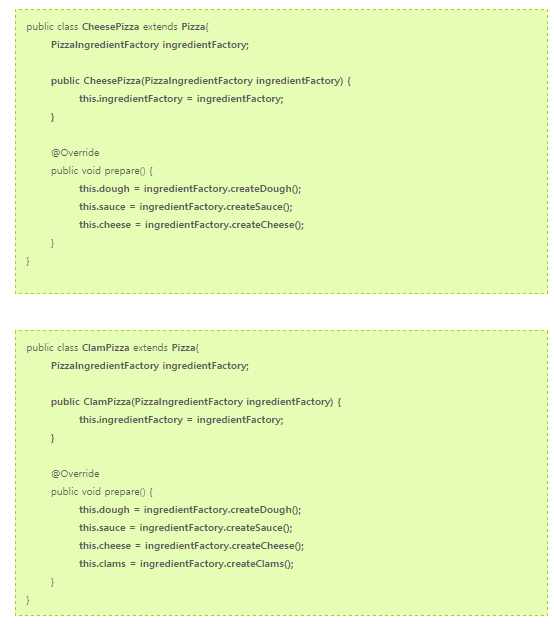 public class CheesePizza extends Pizza{
PizzaIngredientFactory ingredientFactory;
public CheesePizza(PizzaIngredientFactory ingredientFactory) {
this.ingredientFactory = ingredientFactory;
}
@Override
public void prepare() {
this.dough = ingredientFactory.createDough();
this.sauce = ingredientFactory.createSauce();
this.cheese = ingredientFactory.createCheese();
}
}
public class ClamPizza extends Pizza{
PizzaIngredientFactory ingredientFactory;
public ClamPizza(PizzaIngredientFactory ingredientFactory) {
this.ingredientFactory = ingredientFactory;
}
@Override
public void prepare() {
this.dough = ingredientFactory.createDough();
this.sauce = ingredientFactory.createSauce();
this.cheese = ingredientFactory.createCheese();
this.clams = ingredientFactory.createClams();
}
}